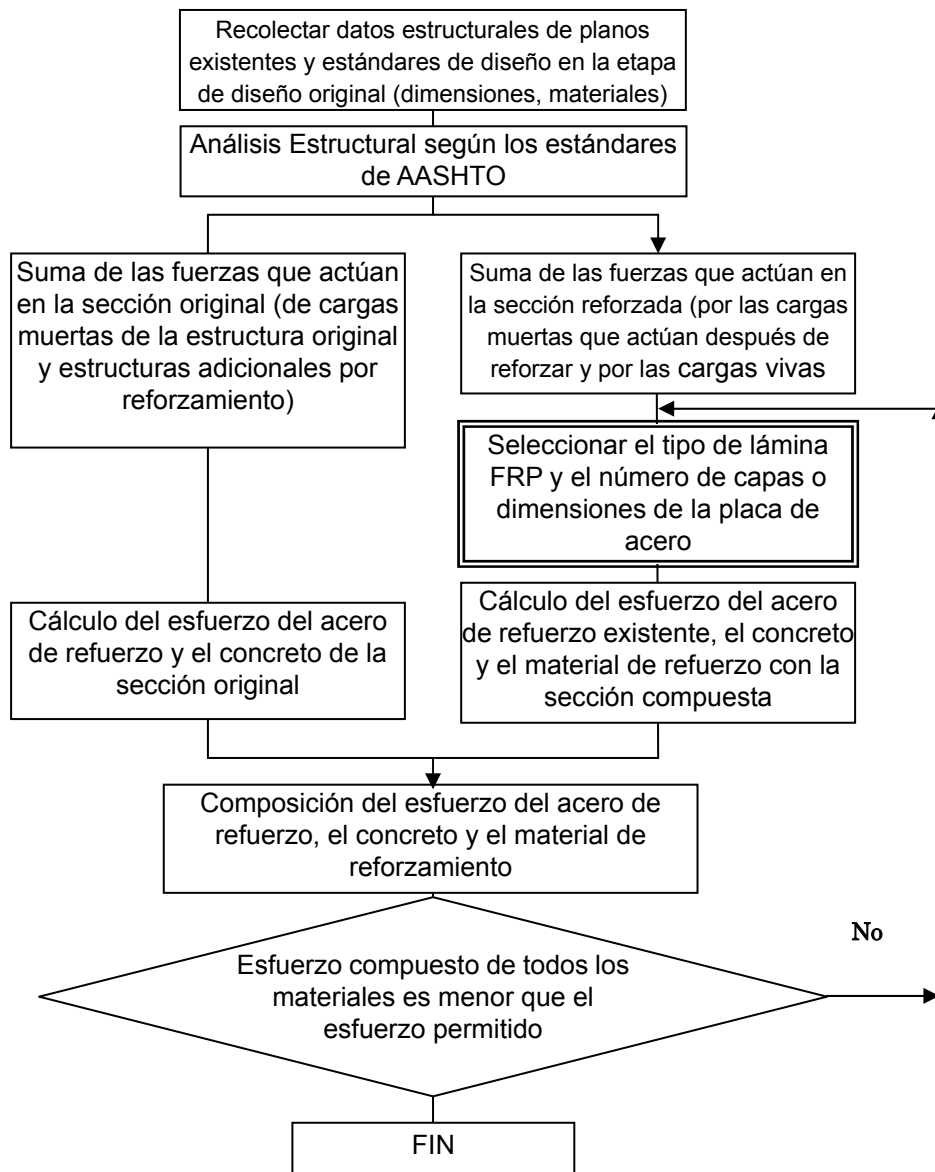 Recolectar datos estructurales de planos
existentes y estándares de diseño en la etapa
de diseño original (dimensiones, materiales)
Análisis Estructural según los estándares
de AASHTO
Suma de las fuerzas que actúan
en la sección original (de cargas
muertas de la estructura original
y estructuras adicionales por
reforzamiento)
Suma de las fuerzas que actúan en
la sección reforzada (por las cargas
muertas que actúan después de
reforzar y por las cargas vivas
Seleccionar el tipo de lámina
FRP y el número de capas o
dimensiones de la placa de
acero
Cálculo del esfuerzo del acero
de refuerzo y el concreto de la
sección original
Cálculo del esfuerzo del acero
de refuerzo existente, el concreto
y el material de refuerzo con la
sección compuesta
Composición del esfuerzo del acero de
refuerzo, el concreto y el material de
reforzamiento
No
Esfuerzo compuesto de todos los
materiales es menor que el
esfuerzo permitido
FIN